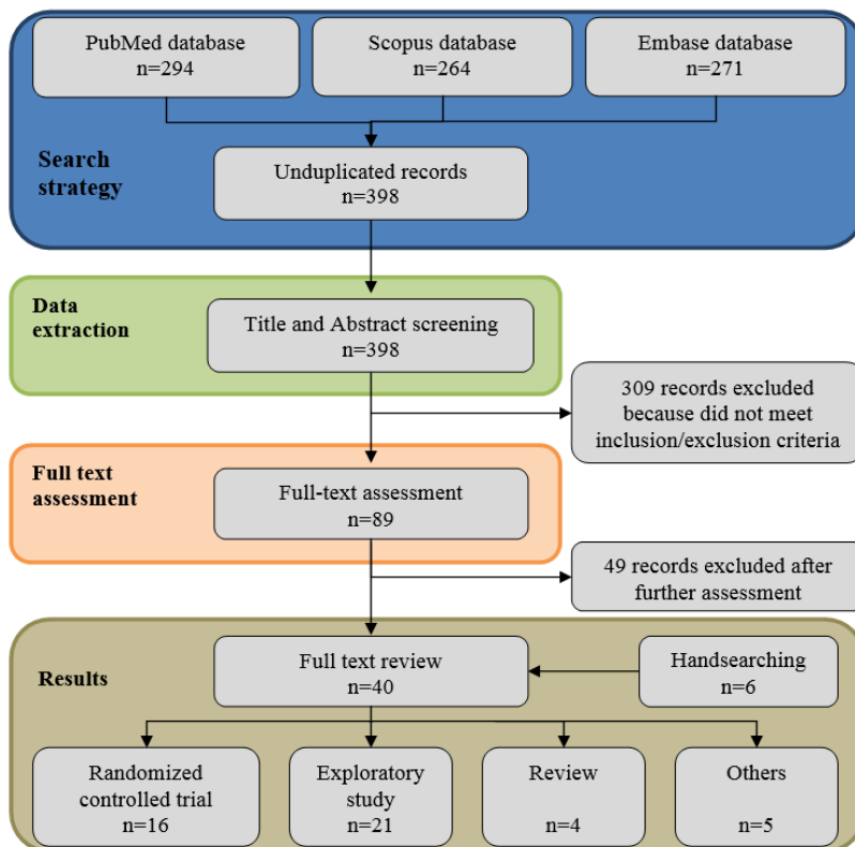 PubMed database
n=294
Scopus database
n=264
Embase database
n=271
Search
strategy
Unduplicated records
n=398
Data
extraction
Title and Abstract screening
n=398
309 records excluded
because did not meet
inclusion/exclusion criteria
Full text
assessment
Full-text assessment
n=89
49 records excluded after
further assessment
Results
Full text review
n=40
Handsearching
n=6
Randomized
controlled trial
n=16
Exploratory
study
n=21
Review
n=4
Others
n=5